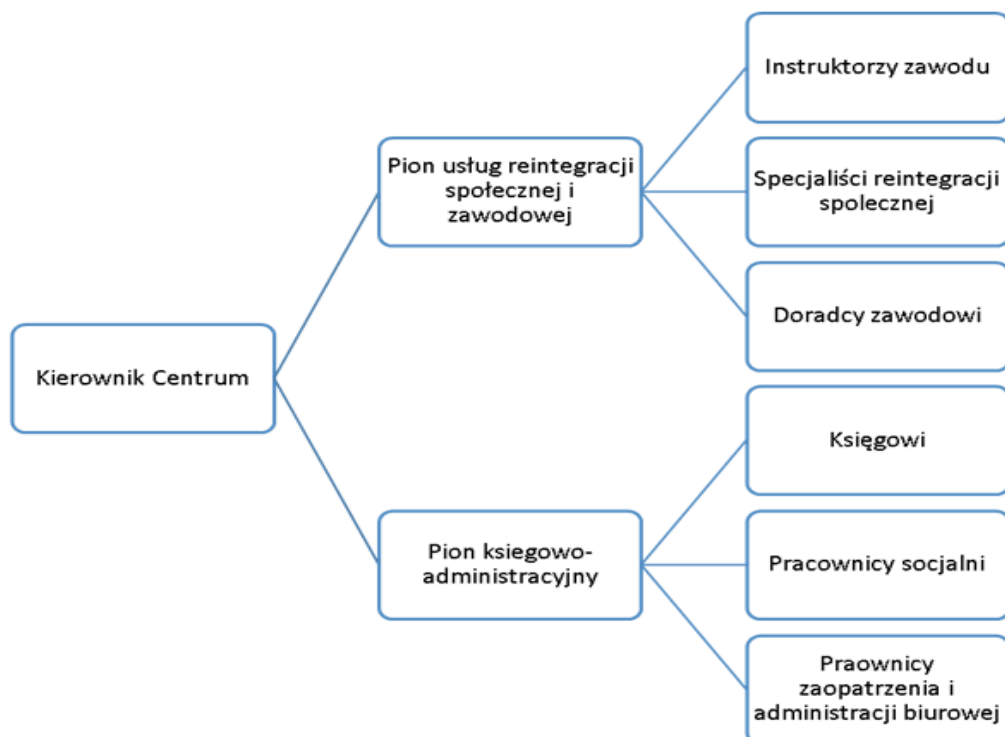 Kierownik Centrum
Pion usług reintegracji
społecznej i
zawodowej
Instruktorzy zawodu
Specjaliści reintegracji
spolecznej
Doradcy zawodowi
Pion ksiegowo-
administracyjny
Księgowi
Pracownicy socjalni
Praownicy
zaopatrzenia i
administracji biurowej